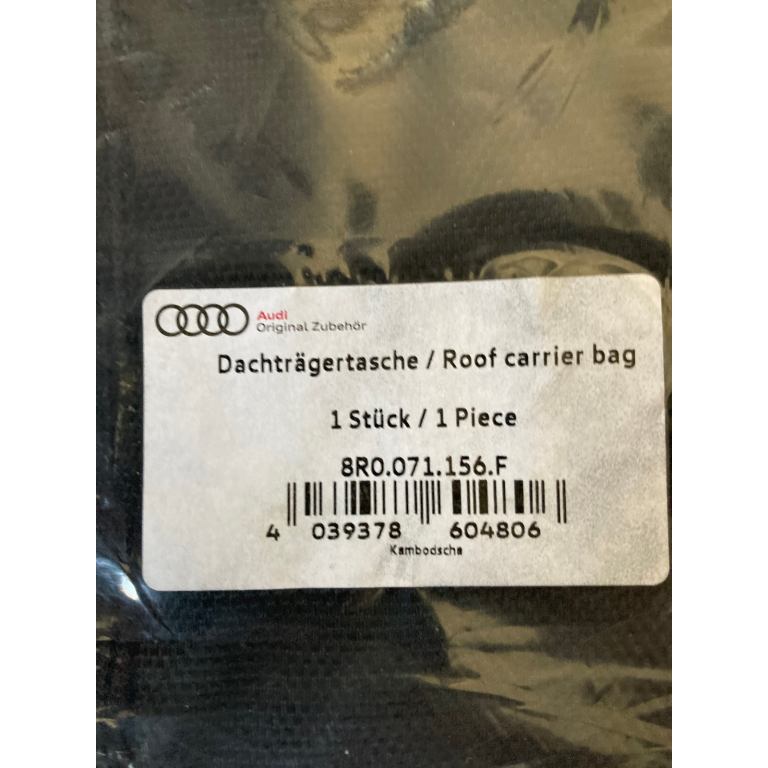 Audi
Original Zubehör
Dachträgertasche / Roof carrier bag
1 Stück / 1 Piece
8R0.071.156.F
4 039378 604806
Kambodscha